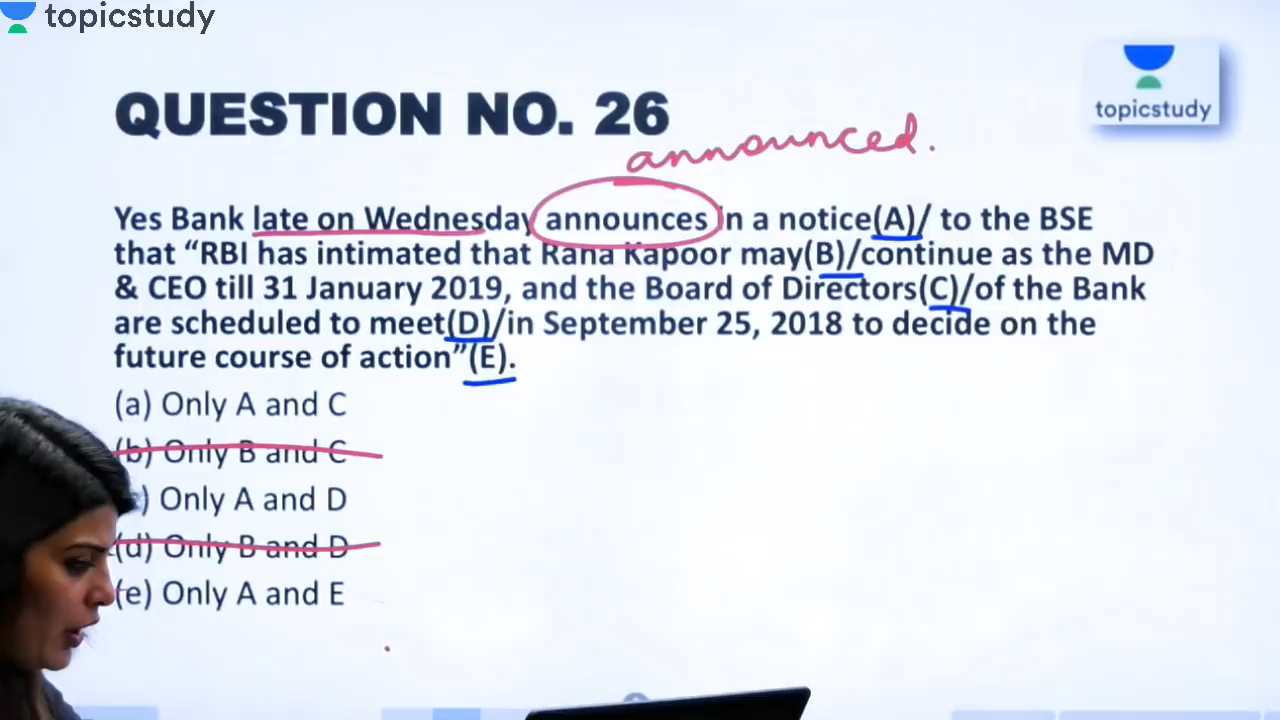 topicstudy
topicstudy
QUESTION NO. 26
announced.
Yes Bank late on Wednesday announces in a notice(A)/ to the BSE
that “RBI has intimated that Rana Kapoor may(B)/continue as the MD
& CEO till 31 January 2019, and the Board of Directors(C)/of the Bank
are scheduled to meet(D)/in September 25, 2018 to decide on the
future course of action”(E).
(a) Only A and C
(b) Only B and C
) Only A and D
(d) Only B and D
(e) Only A and E